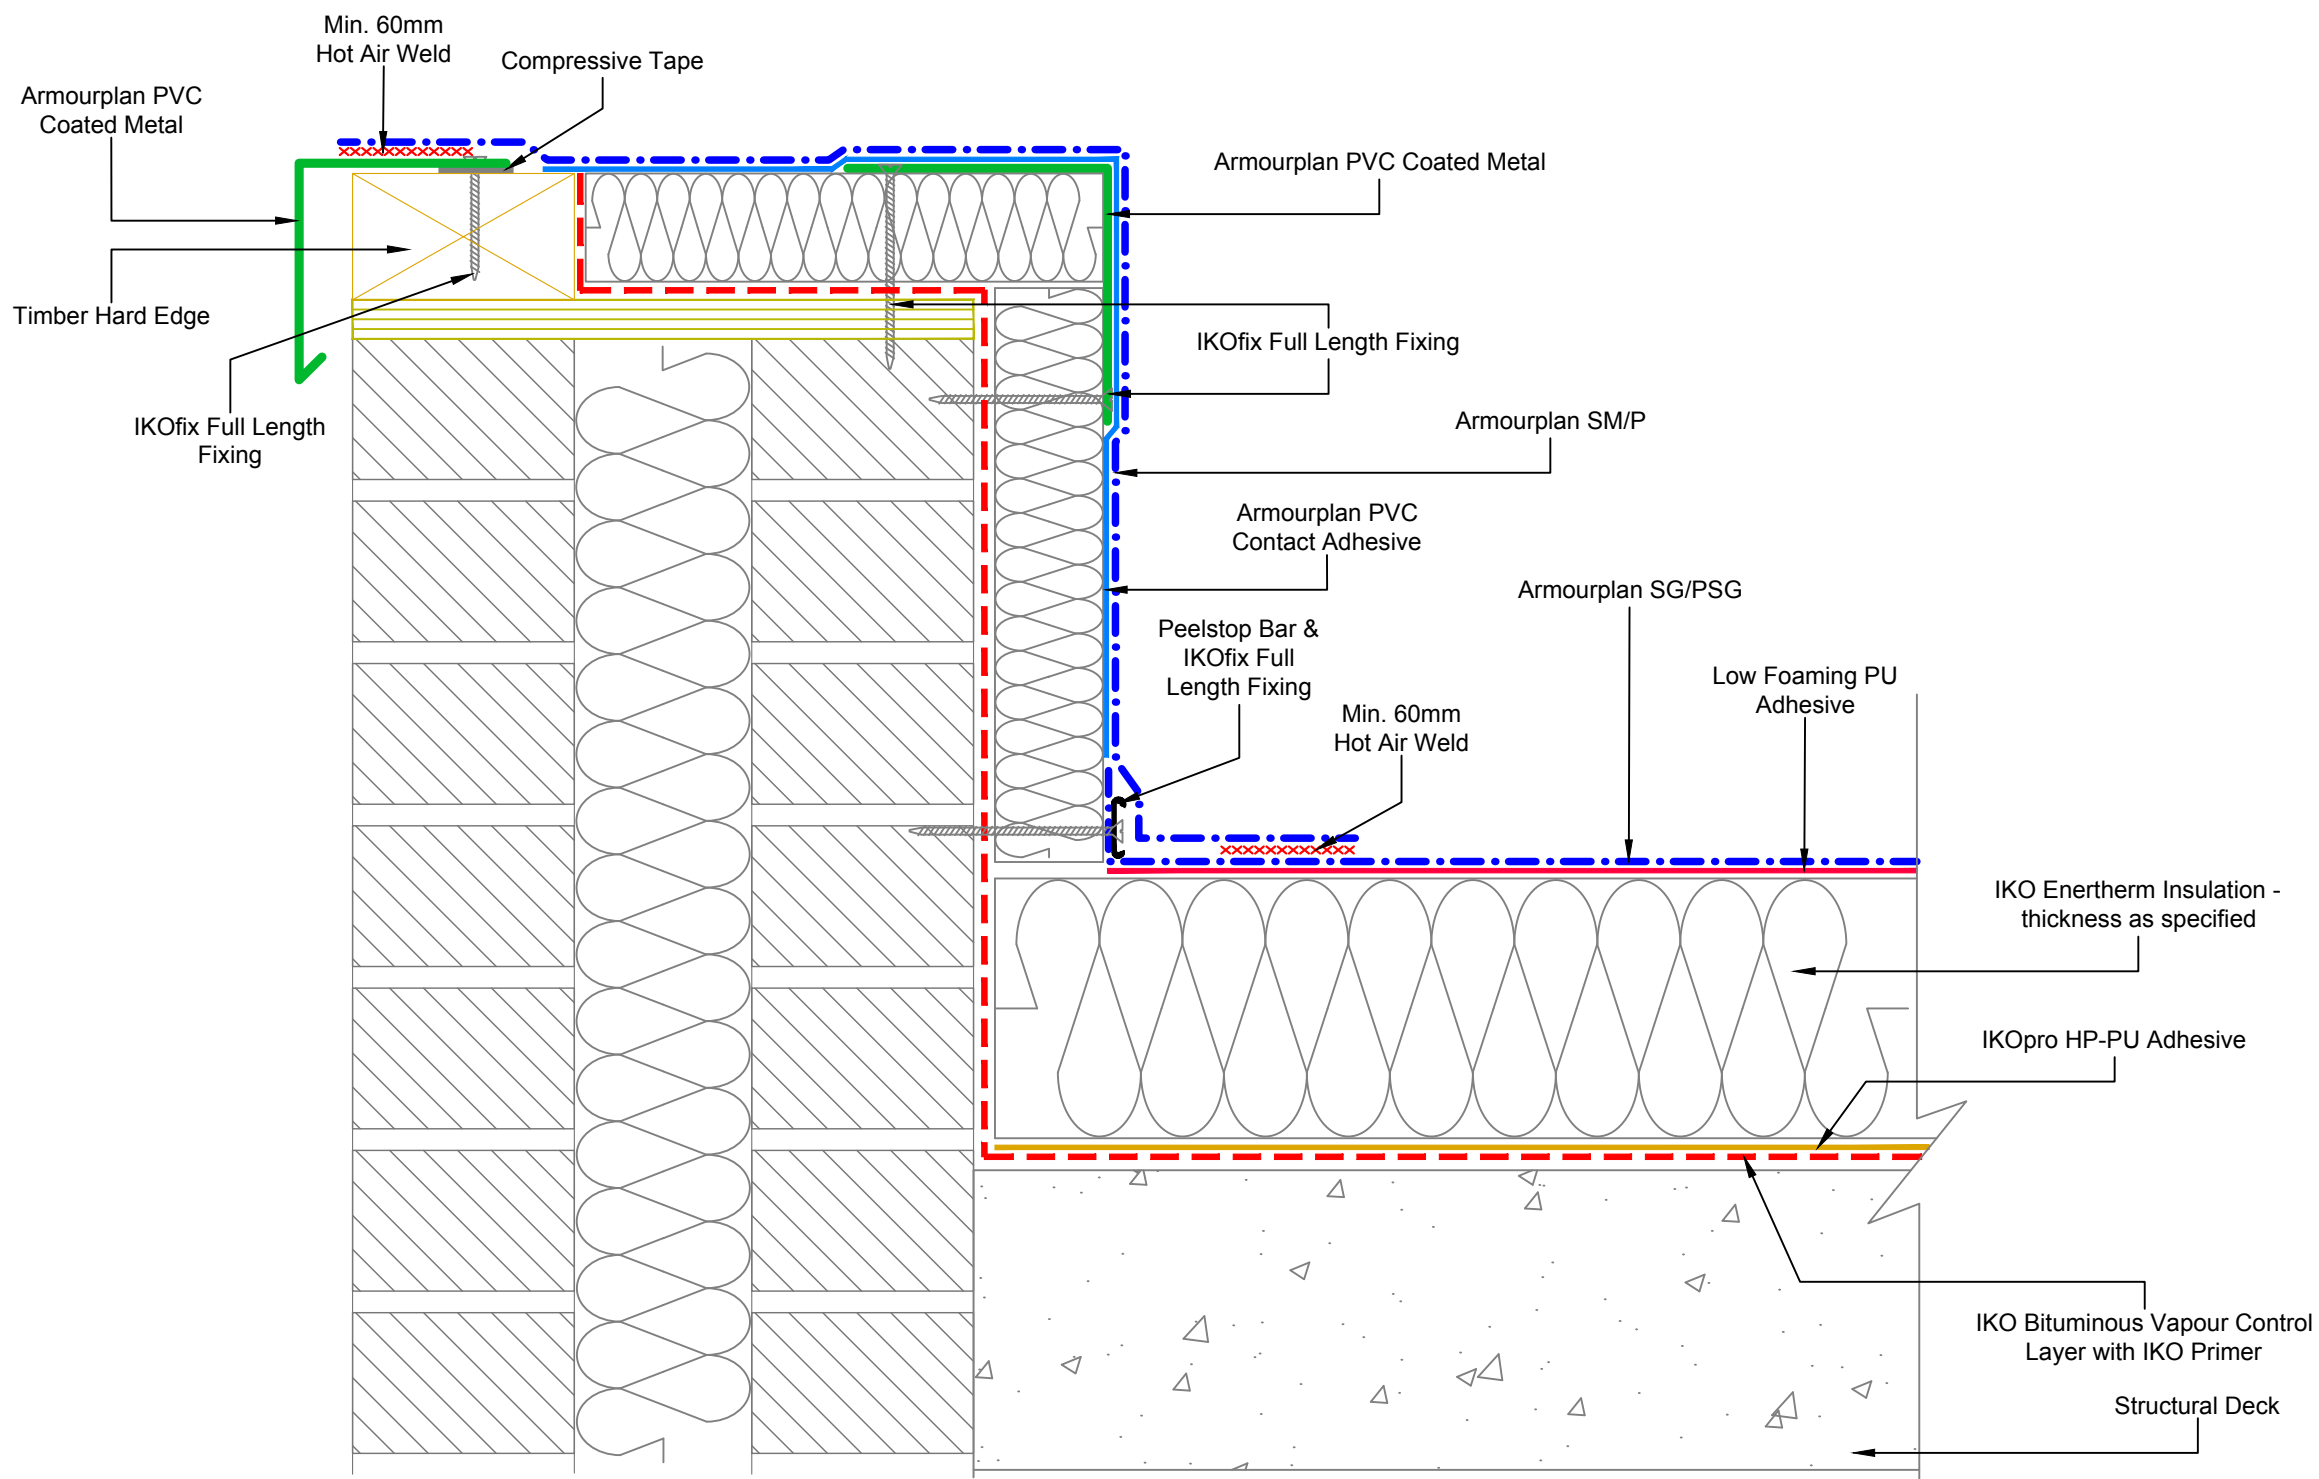 Min. 60mm
Hot Air Weld
Compressive Tape
Armourplan PVC
Coated Metal
Armourplan PVC Coated Metal
Timber Hard Edge
IKOfix Full Length Fixing
IKOfix Full Length
Fixing
Armourplan SM/P
Armourplan PVC
Contact Adhesive
Armourplan SG/PSG
Peelstop Bar &
IKOfix Full
Length Fixing
Low Foaming PU
Adhesive
Min. 60mm
Hot Air Weld
IKO Enertherm Insulation -
thickness as specified
IKOpro HP-PU Adhesive
IKO Bituminous Vapour Control
Layer with IKO Primer
Structural Deck